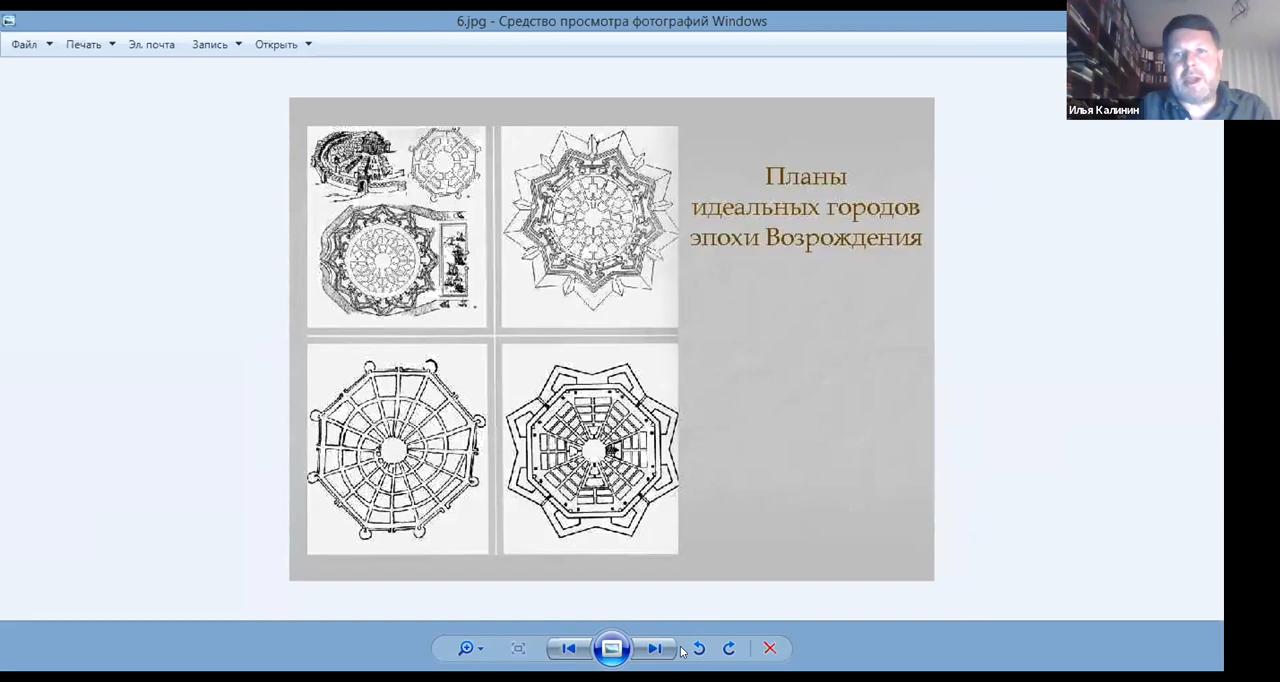 6.jpg - Средство просмотра фотографий Windows
Файл Печать Эл. почта Запись Открыть
Илья Калинин
Планы
идеальных городов
эпохи Возрождения